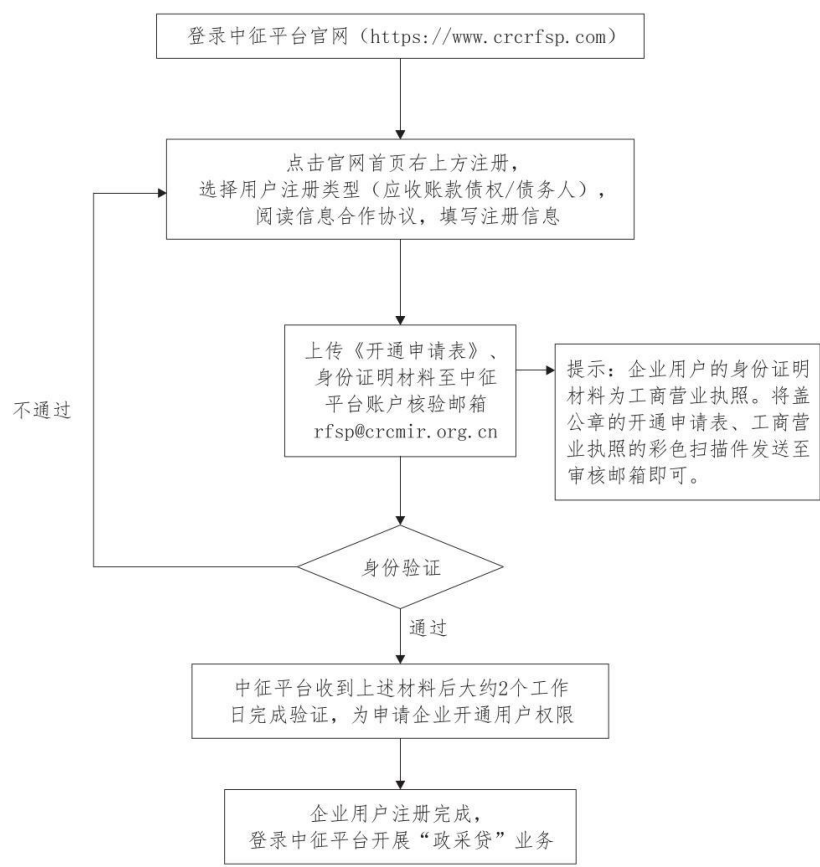 登录中征平台官网（https://www.crcrfsp.com）
点击官网首页右上方注册，
选择用户注册类型（应收账款债权/债务人），
阅读信息合作协议，填写注册信息
上传《开通申请表》、
身份证明材料至中征
平台账户核验邮箱
rfsp@crcmir.org.cn
提示：企业用户的身份证明
材料为工商营业执照。将盖
公章的开通申请表、工商营
业执照的彩色扫描件发送至
审核邮箱即可。
不通过
身份验证
通过
中征平台收到上述材料后大约2个工作
日完成验证，为申请企业开通用户权限
企业用户注册完成，
登录中征平台开展“政采贷”业务